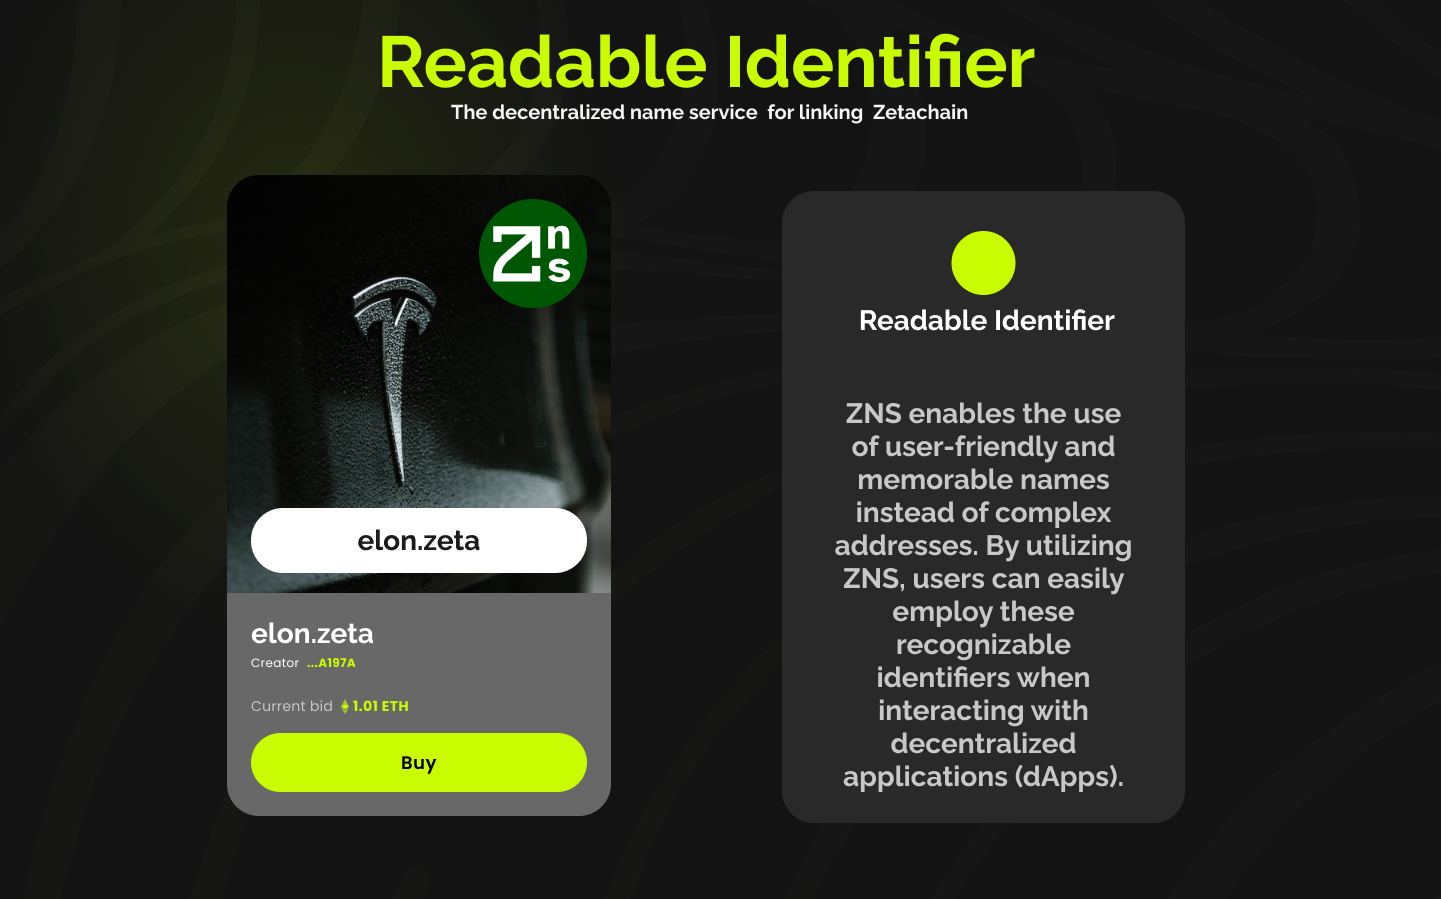 Readable Identifier
The decentralized name service for linking Zetachain
Zns
elon.zeta
elon.zeta
Creator ...A197A
Current bid 1.01 ETH
Buy
Readable Identifier
ZNS enables the use
of user-friendly and
memorable names
instead of complex
addresses. By utilizing
ZNS, users can easily
employ these
recognizable
identifiers when
interacting with
decentralized
applications (dApps).